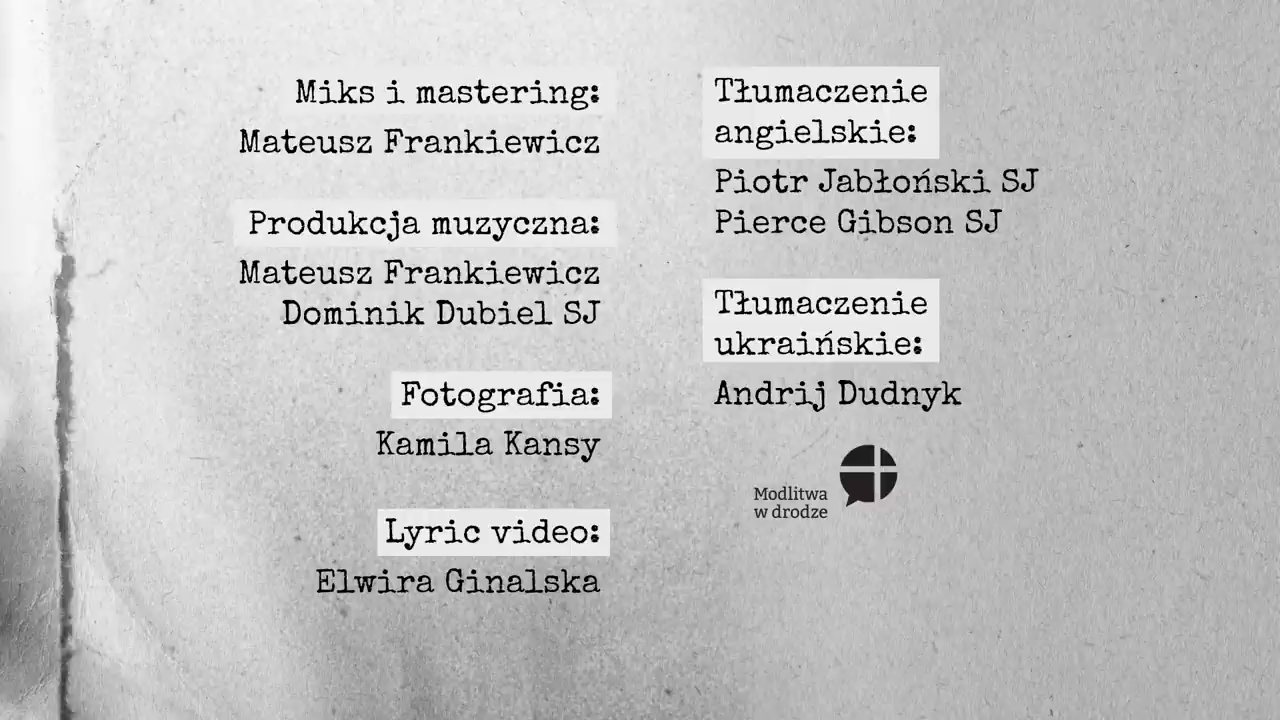 Miks i mastering:
Mateusz Frankiewicz
Produkcja muzyczna:
Mateusz Frankiewicz
Dominik Dubiel SJ
Fotografia:
Kamila Kansy
Lyric video:
Elwira Ginalska
Tłumaczenie
angielskie:
Piotr Jabłoński SJ
Pierce Gibson SJ
Tłumaczenie
ukraińskie:
Andrij Dudnyk
Modlitwa
w drodze